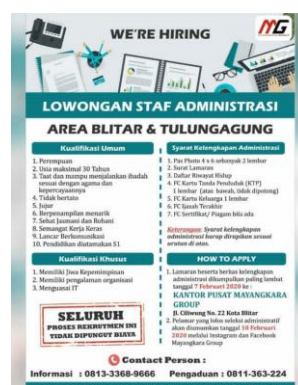 WE'RE HIRING
MG
LOWONGAN STAF ADMINISTRASI
AREA BLITAR & TULUNGAGUNG
Kualifikasi Umum
1. Perempuan
2. Usia maksimal 30 Tahun
3. Taat dan mampu menjalankan ibadah
sesuai dengan agama dan
kepercayaannya
4. Tidak bertato
5. Jujur
6. Berpenampilan menarik
7. Sehat Jasmani dan Rohani
8. Semangat Kerja Keras
9. Lancar Berkomunikasi
10. Pendidikan diutamakan S1
Kualifikasi Khusus
1. Memiliki Jiwa Kepemimpinan
2. Memiliki pengalaman organisasi
3. Menguasai IT
SELURUH
PROSES REKRUTMEN INI
TIDAK DIPUNGUT BIAYA
Syarat Kelengkapan Administrasi
1. Pas Photo 4 x 6 sebanyak 2 lembar
2. Surat Lamaran
3. Daftar Riwayat Hidup
4. FC Kartu Tanda Penduduk (KTP)
1 lembar (atas bawah, tidak dipotong)
5. FC Kartu Keluarga 1 lembar
6. FC Ijasah Terakhir
7. FC Sertifikat/ Piagam bila ada
Keterangan: Syarat kelengkapan
administrasi harap dirapikan sesuai
urutan di atas.
HOW TO APPLY
1. Lamaran beserta berkas kelengkapan
administrasi dikumpulkan paling lambat
tanggal 7 Februari 2020 ke :
KANTOR PUSAT MAYANGKARA
GROUP
Jl. Ciliwung No. 22 Kota Blitar
2. Pelamar yang lolos seleksi administratif
akan diumumkan tanggal 10 Februari
2020 melalui Instagram dan Facebook
Mayangkara Group
Contact Person :
Informasi : 0813-3368-9666 Pengaduan : 0811-363-224